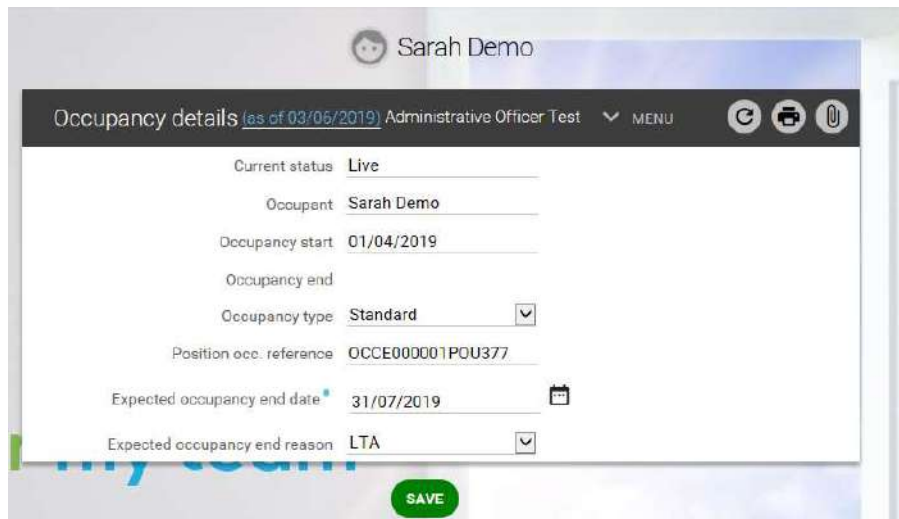 Sarah Demo
Occupancy details (as of 03/06/2019) Administrative Officer Test MENU
Current status Live
Occupant Sarah Demo
Occupancy start 01/04/2019
Occupancy end
Occupancy type Standard
Position occ. reference OCCE000001POU377
Expected occupancy end date 31/07/2019
Expected occupancy end reason LTA
my team
SAVE